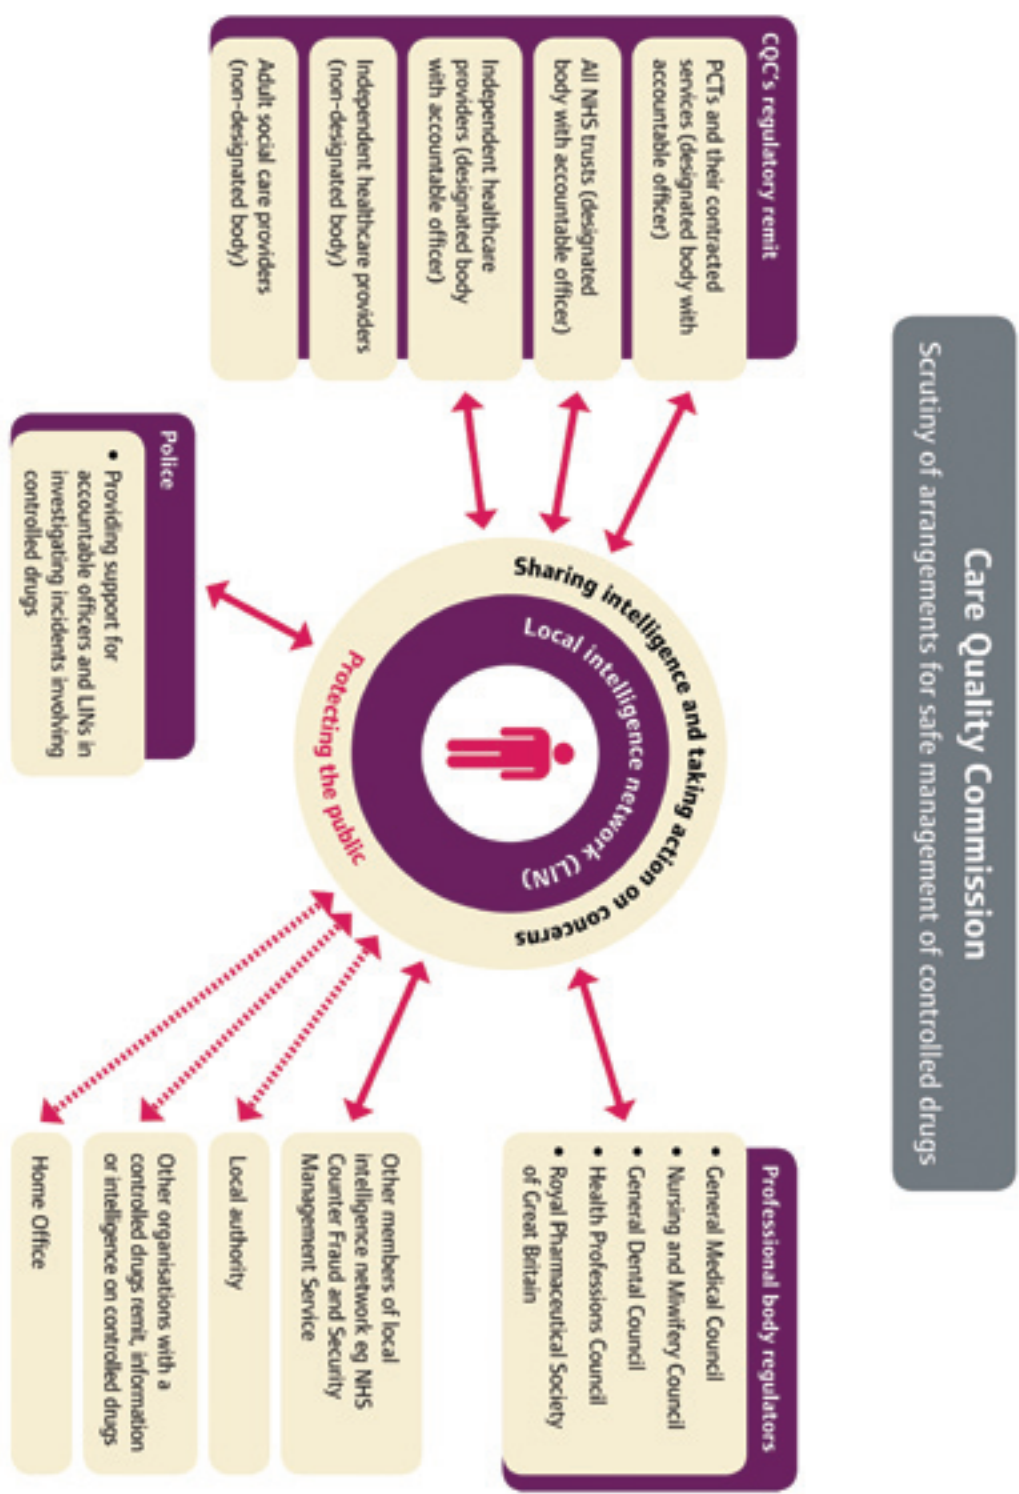 Care Quality Commission
Scrutiny of arrangements for safe management of controlled drugs
CQC's regulatory remit
PCTs and their contracted
services (designated body with
accountable officer)
All NHS trusts (designated
body with accountable officer)
Independent healthcare
providers (designated body
with accountable officer)
Independent healthcare providers
(non-designated body)
Adult social care providers
(non-designated body)
Sharing intelligence and taking action on concerns
Local intelligence network (LIN)
Protecting the public
Professional body regulators
• General Medical Council
• Nursing and Miwifery Council
• General Dental Council
• Health Professions Council
• Royal Pharmaceutical Society
of Great Britain
Police
• Providing support for
accountable officers and LINs in
investigating incidents involving
controlled drugs
Other members of local
intelligence network eg NHS
Counter Fraud and Security
Management Service
Local authority
Other organisations with a
controlled drugs remit, information
or intelligence on controlled drugs
Home Office